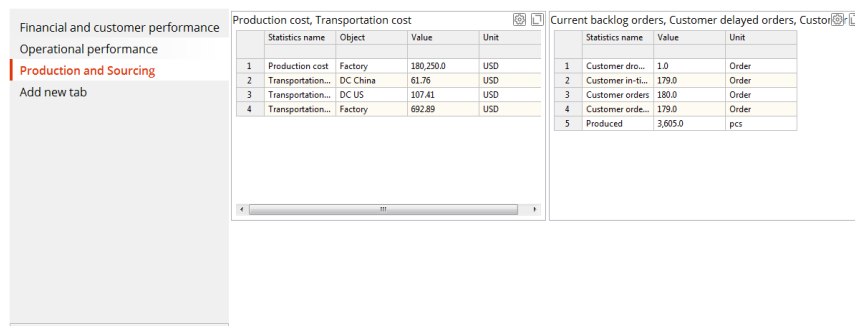 Financial and customer performance
Operational performance
Production and Sourcing
Add new tab
Production cost, Transportation cost
Statistics name Object Value Unit
1 Production cost Factory 180,250.0 USD
2 Transportation... DC China 61.76 USD
3 Transportation... DC US 107.41 USD
4 Transportation... Factory 692.89 USD
Current backlog orders, Customer delayed orders, Custo
Statistics name Value Unit
1 Customer dro... 1.0 Order
2 Customer in-ti... 179.0 Order
3 Customer orders 180.0 Order
4 Customer orde... 179.0 Order
5 Produced 3,605.0 pcs